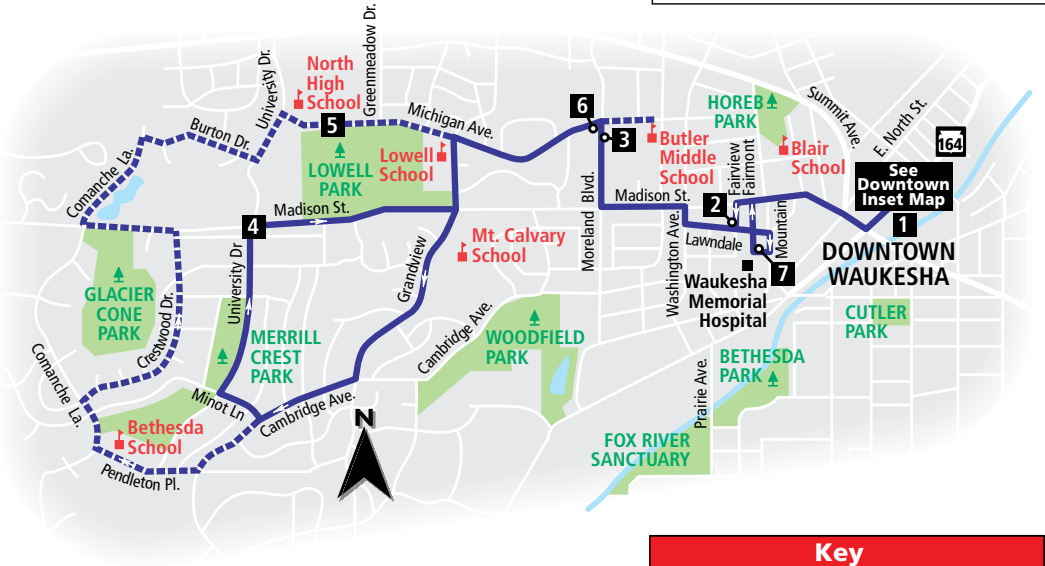 Greenmeadow Dr.
University Dr.
North
High
School
5
Michigan Ave.
6
3
HOREB
PARK
Summit Ave.
E. North St.
164
Burton Dr.
Lowell
School
LOWELL
PARK
Butler
Middle
School
Fairview
Fairmont
Blair
School
See
Downtown
Inset Map
1
DOWNTOWN
WAUKESHA
Comanche La.
Madison St.
4
Moreland Blvd.
Madison St.
2
Washington Ave.
Lawndale
Mountain
7
Mt. Calvary
School
Grandview
University Dr
Waukesha
Memorial
Hospital
GLACIER
CONE
PARK
Crestwood Dr.
MERRILL
CREST
PARK
Cambridge Ave.
WOODFIELD
PARK
CUTLER
PARK
BETHESDA
PARK
Prairie Ave.
Comanche La.
Minot Ln
Cambridge Ave.
N
Bethesda
School
Pendleton Pl.
FOX RIVER
SANCTUARY
Key